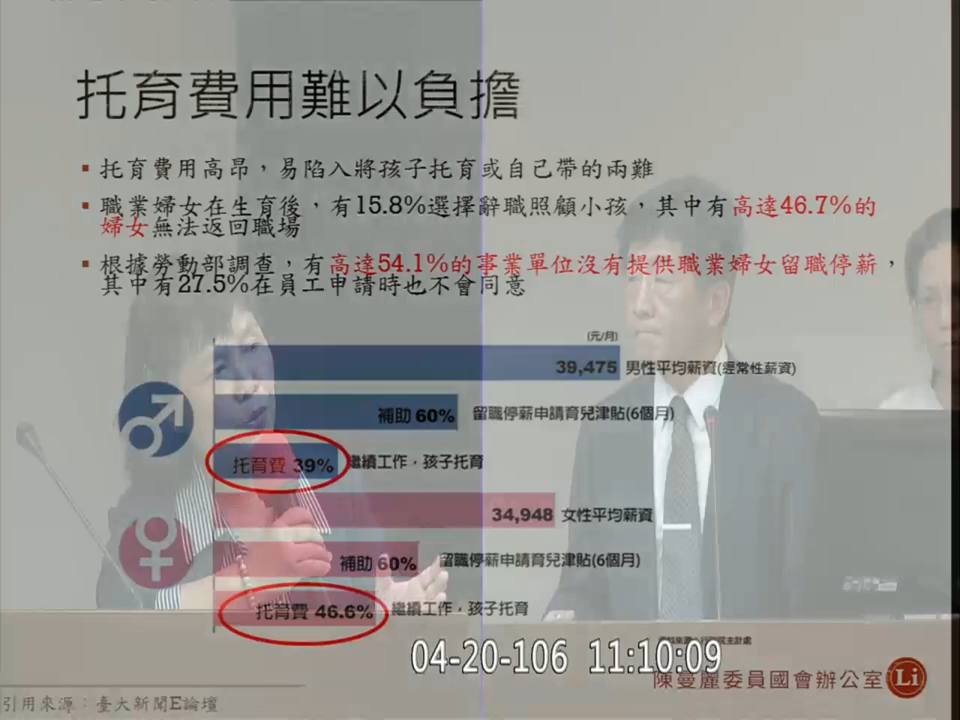 托育費用難以負擔
▪ 托育費用高昂，易陷入將孩子托育或自己帶的兩難
▪ 職業婦女在生育後，有15.8%選擇辭職照顧小孩，其中有高達46.7%的
婦女無法返回職場
▪ 根據勞動部調查，有高達54.1%的事業單位沒有提供職業婦女留職停薪，
其中有27.5%在員工申請時也不會同意
(元/月)
39,475 男性平均薪資(經常性薪資)
補助 60% 留職停薪申請育兒津貼(6個月)
托育費 39% 繼續工作，孩子托育
34,948 女性平均薪資
補助 60% 留職停薪申請育兒津貼(6個月)
托育費 46.6% 繼續工作，孩子托育
04-20-106 11:10:09
陳曼麗委員國會辦公室 Li
引用來源：臺大新聞E論壇